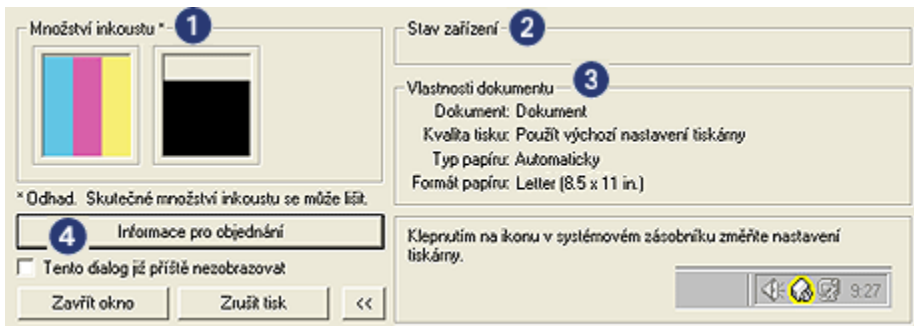 Množství inkoustu *
1
* Odhad. Skutečné množství inkoustu se může lišit.
4
Informace pro objednání
Tento dialog již příště nezobrazovat
Zavřít okno
Zrušit tisk
<<
Stav zařízení
2
Vlastnosti dokumentu
3
Dokument: Dokument
Kvalita tisku: Použít výchozí nastavení tiskárny
Typ papíru: Automaticky
Formát papíru: Letter (8.5 x 11 in.)
Klepnutím na ikonu v systémovém zásobníku změňte nastavení
tiskárny.
9:27